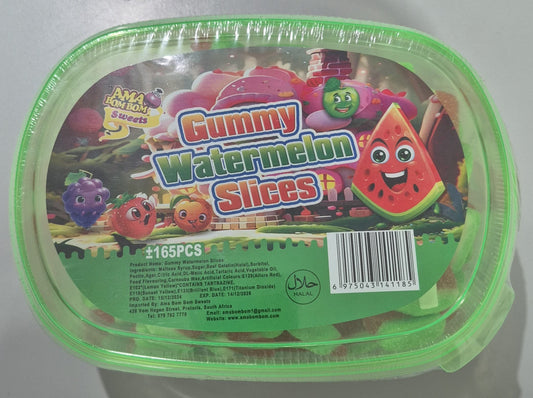 AMA
BOM BOM
Sweets
Gummy
Watermelon
Slices
±165PCS
Product Name: Gummy Watermelon Slices
Ingredients: Maltose Syrup,Sugar,Beef Gelatin(Halal),Sorbitol,
Pectin,Agar,Citric Acid,DL-Malic Acid,Tartaric Acid,Vegetable Oil,
Food Flavouring,Carnauba Wax,Artificial Colours:E129(Allura Red),
E102*(Lemon Yellow)*CONTAINS TARTRAZINE,
E110(Sunset Yellow),E133(Brilliant Blue),E171(Titanium Dioxide)
PRO. DATE: 15/12/2024 EXP. DATE: 14/12/2026
Imported By: Ama Bom Bom Sweets
Pretoria, South Africa
Tel: 079 762 7778
Email: amabombom1@gmail.com
Website: www.amabombom.com
حلال
HALAL
6 975043 141185